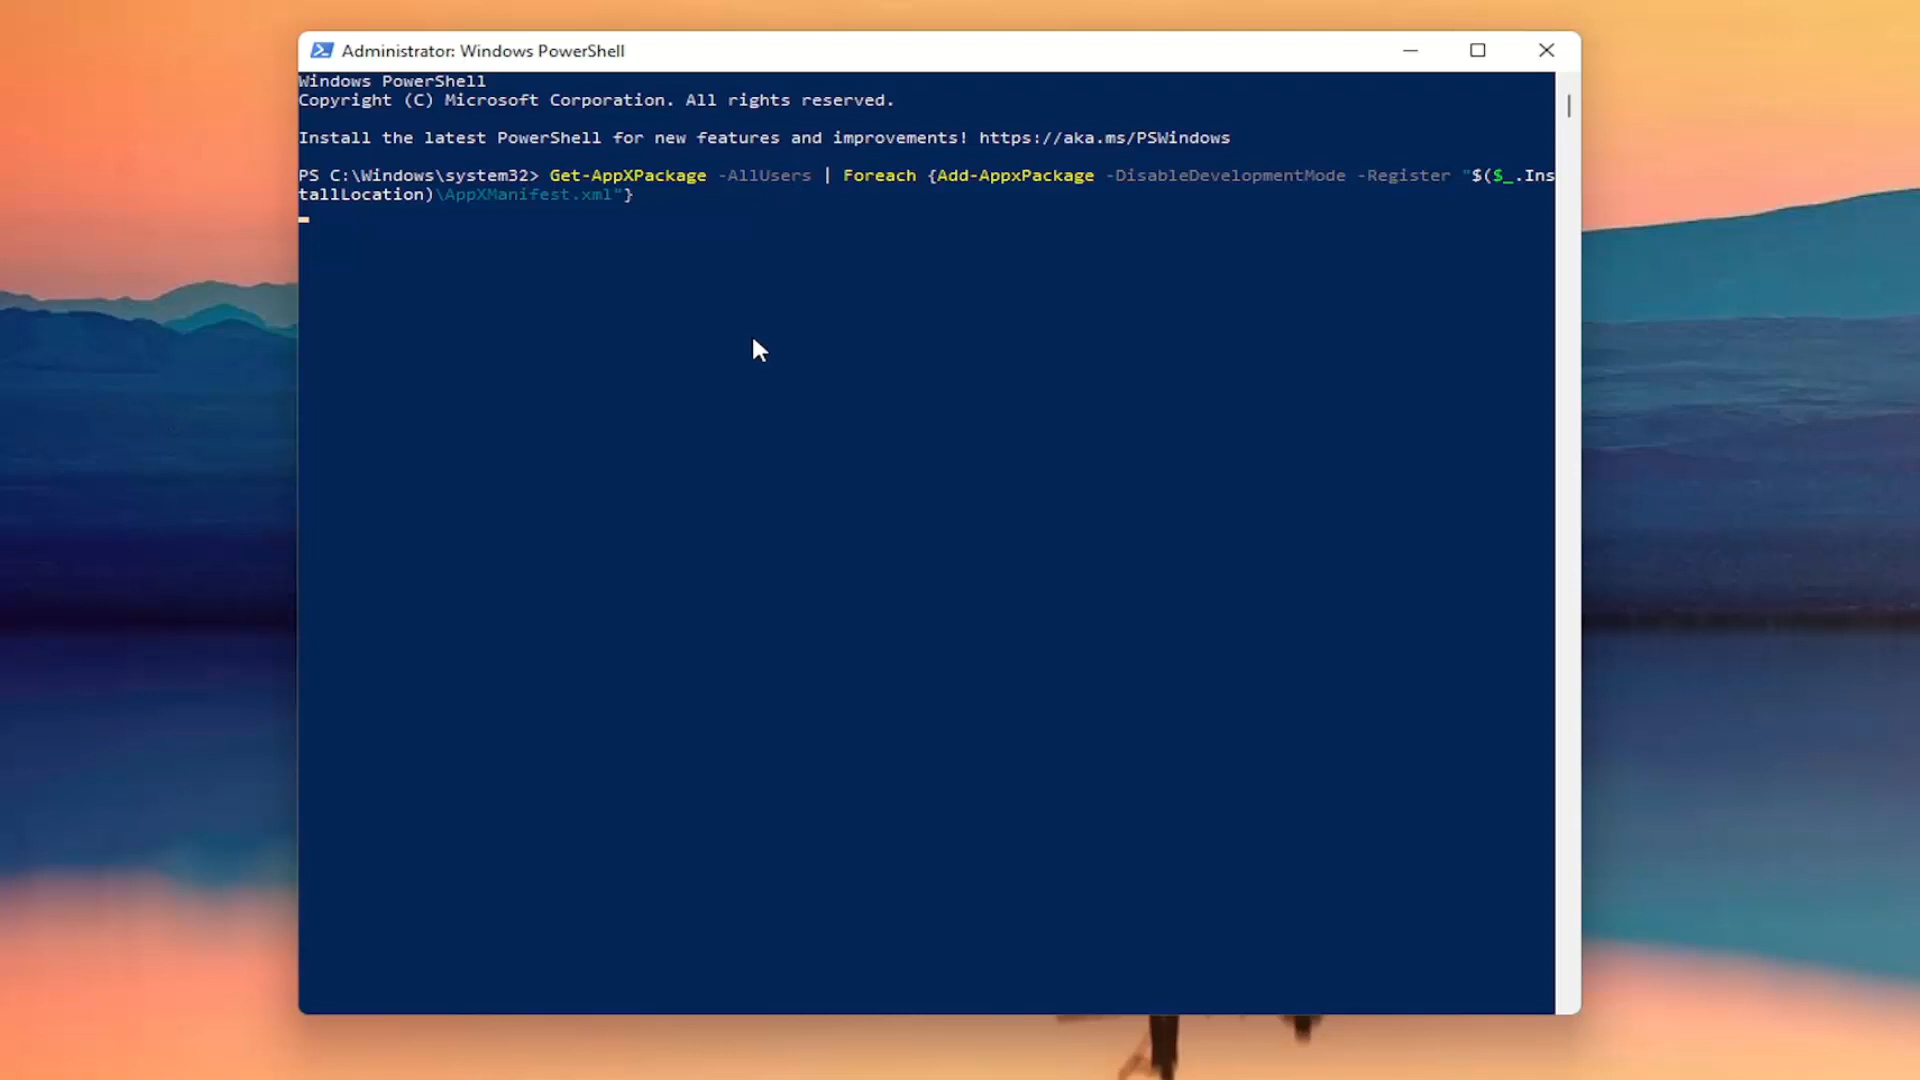 Administrator: Windows PowerShell
Windows PowerShell
Copyright (C) Microsoft Corporation. All rights reserved.
Install the latest PowerShell for new features and improvements! https://aka.ms/PSWindows
PS C:\Windows\system32> Get-AppXPackage -AllUsers | Foreach {Add-AppxPackage -DisableDevelopmentMode -Register "$($_.Ins
tallLocation)\AppXManifest.xml"}